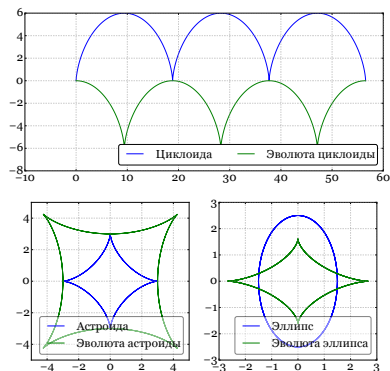 6
4
2
0
−2
−4
−6
−8
−10 0 10 20 30 40 50 60
Циклоида Эволюта циклоиды
4
2
0
−2
−4
−4 −2 0 2 4
Астроида
Эволюта астроиды
3
2
1
0
−1
−2
−3
−3 −2 −1 0 1 2 3
Эллипс
Эволюта эллипса